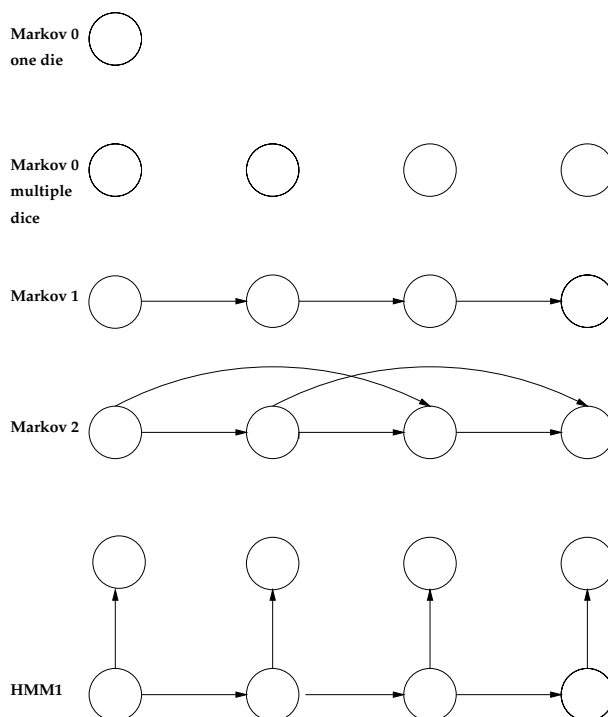 Markov 0
one die
Markov 0
multiple
dice
Markov 1
Markov 2
HMM1